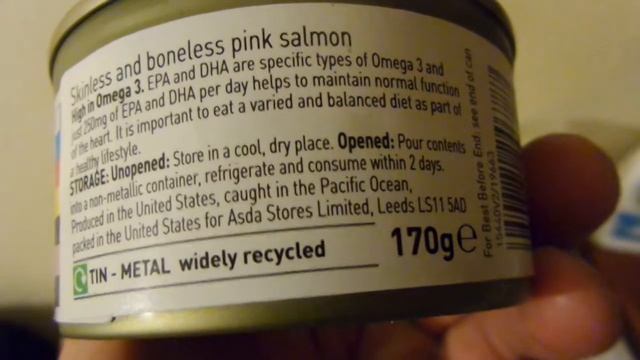 Skinless and boneless pink salmon
High in Omega 3. EPA and DHA are specific types of Omega 3 and
just 250mg of EPA and DHA per day helps to maintain normal function
of the heart. It is important to eat a varied and balanced diet as part of
a healthy lifestyle.
STORAGE: Unopened: Store in a cool, dry place. Opened: Pour contents
into a non-metallic container, refrigerate and consume within 2 days.
Produced in the United States, caught in the Pacific Ocean,
packed in the United States for Asda Stores Limited, Leeds LS11 5AD
TIN - METAL widely recycled
170g e
For Best Before End: see end of can